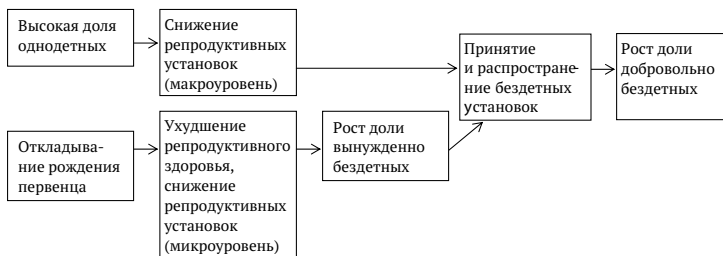 Высокая доля
однодетных
Снижение
репродуктивных
установок
(макроуровень)
Принятие
и распростране-
ние бездетных
установок
Рост доли
добровольно
бездетных
Откладыва-
ние рождения
первенца
Ухудшение
репродуктивного
здоровья,
снижение
репродуктивных
установок
(микроуровень)
Рост доли
вынужденно
бездетных